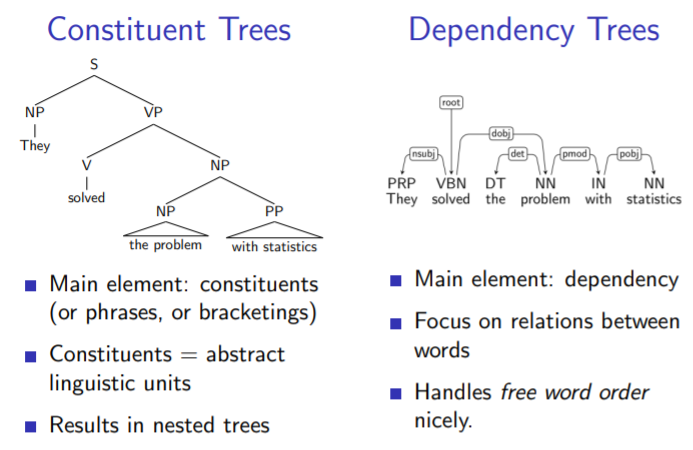 Constituent Trees
S
NP VP
They
V NP
solved
NP PP
the problem with statistics
■ Main element: constituents
(or phrases, or bracketings)
■ Constituents = abstract
linguistic units
■ Results in nested trees
Dependency Trees
root
dobj
nsubj det pmod pobj
PRP VBN DT NN IN NN
They solved the problem with statistics
■ Main element: dependency
■ Focus on relations between
words
■ Handles free word order
nicely.